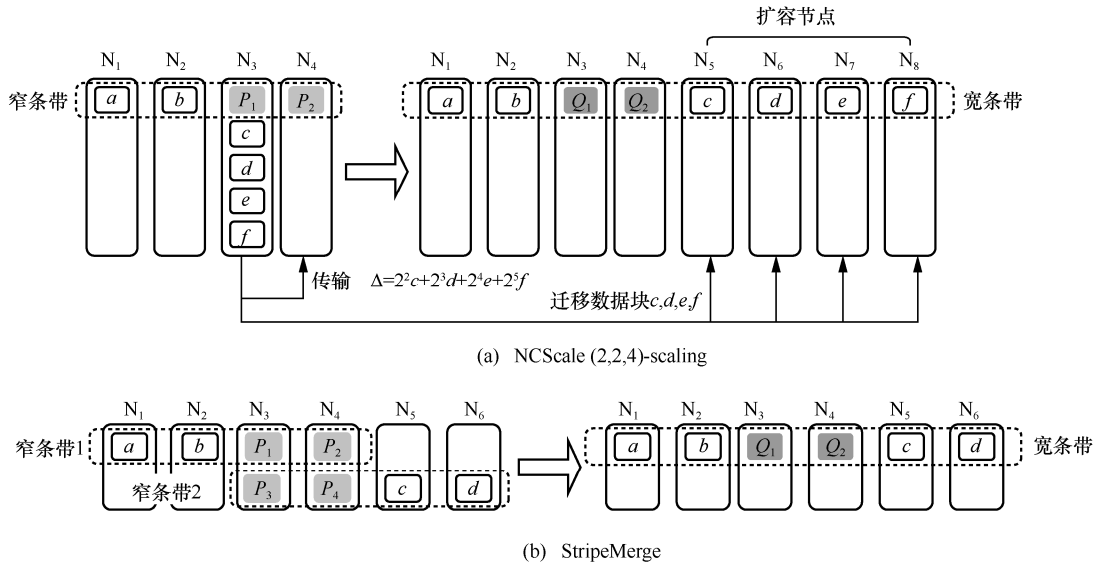 扩容节点
N₁ N₂ N₃ N₄ N₁ N₂ N₃ N₄ N₅ N₆ N₇ N₈
窄条带 a b P₁ P₂ a b Q₁ Q₂ c d e f 宽条带
c
d
e
f
传输 Δ=2²c+2³d+2⁴e+2⁵f
迁移数据块c,d,e,f
(a) NCScale (2,2,4)-scaling
N₁ N₂ N₃ N₄ N₅ N₆ N₁ N₂ N₃ N₄ N₅ N₆
窄条带1 a b P₁ P₂ a b Q₁ Q₂ c d 宽条带
窄条带2 P₃ P₄ c d
(b) StripeMerge